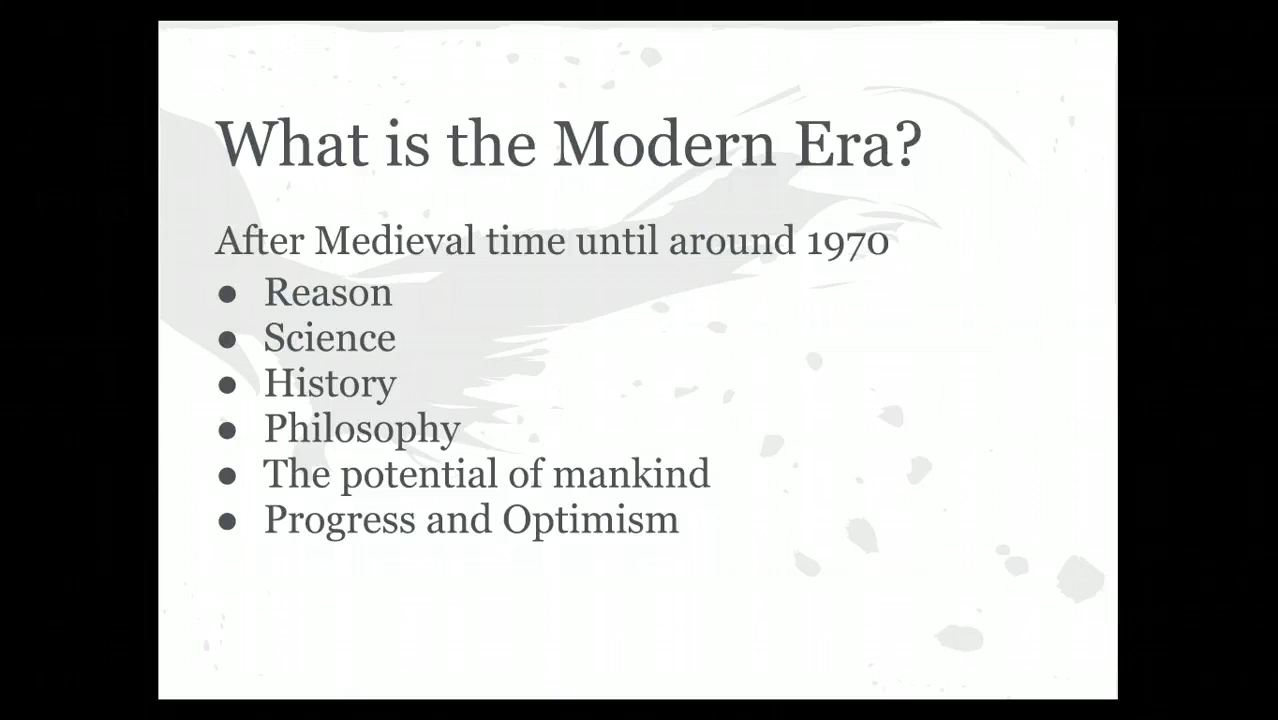 What is the Modern Era?
After Medieval time until around 1970
● Reason
● Science
● History
● Philosophy
● The potential of mankind
● Progress and Optimism